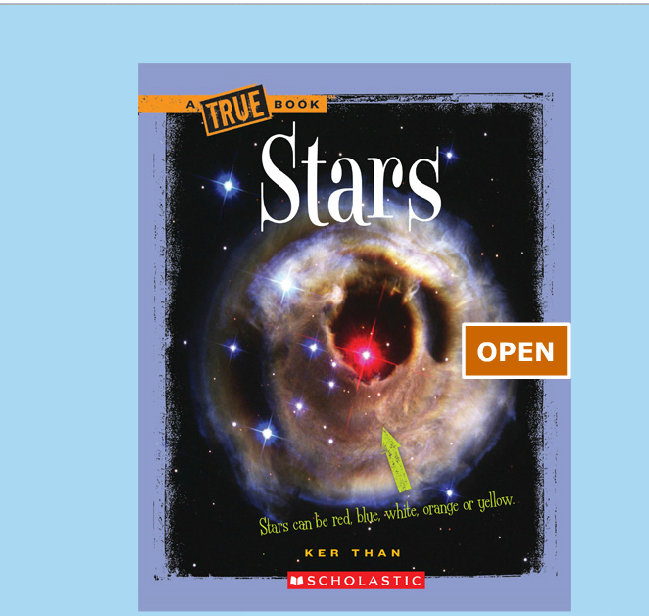 A TRUE BOOK
Stars
OPEN
Stars can be red, blue, white, orange or yellow.
KER THAN
SCHOLASTIC